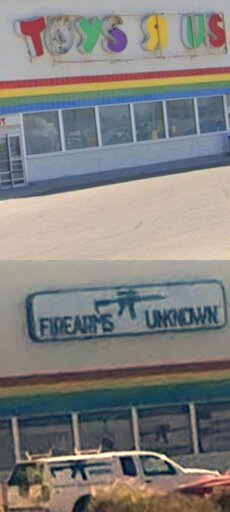 TOYS R US
FIREARMS UNKNOWN